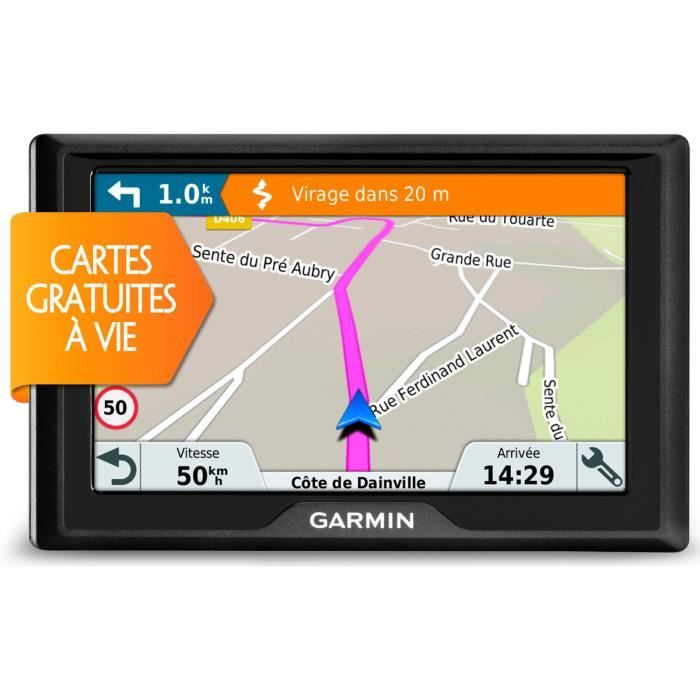 1.0 km
Virage dans 20 m
D406
Rue du Touarte
Sente du Pré Aubry
Grande Rue
CARTES
GRATUITES
À VIE
Rue Ferdinand Laurent
Sente du
50
Vitesse
50 km/h
Côte de Dainville
Arrivée
14:29
GARMIN